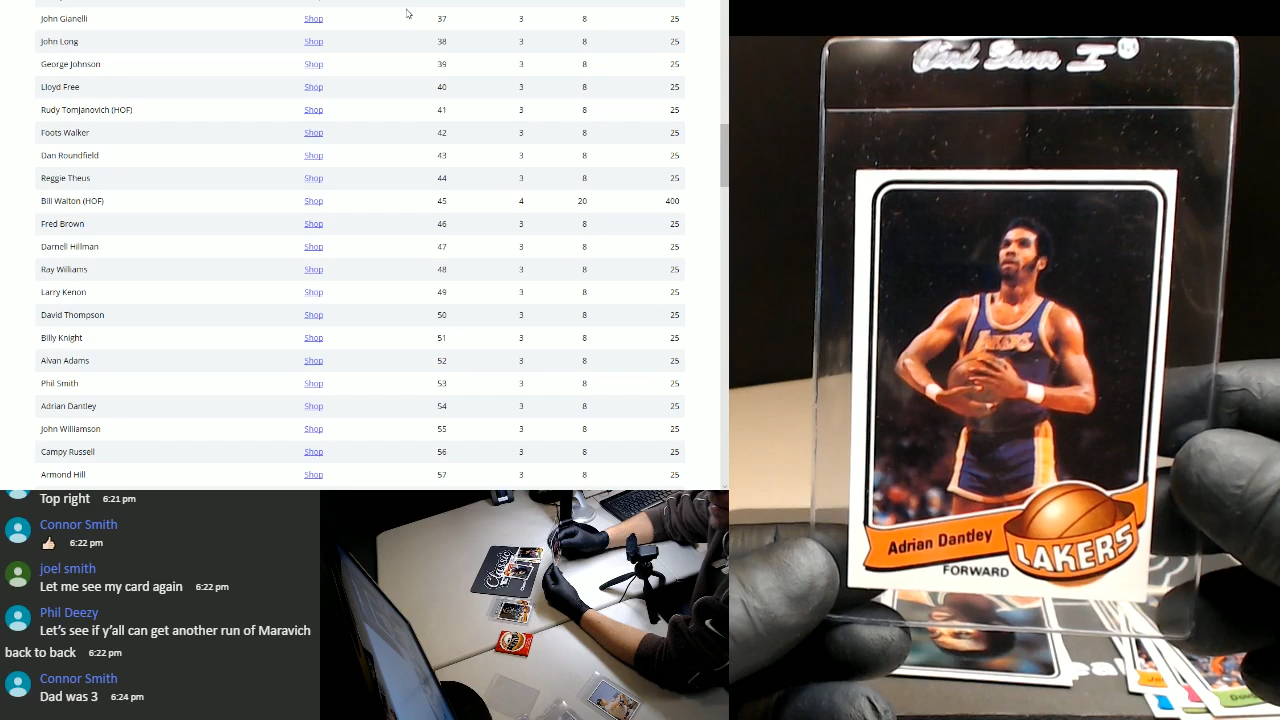 John Gianelli Shop 37 3 8 25
John Long Shop 38 3 8 25
George Johnson Shop 39 3 8 25
Lloyd Free Shop 40 3 8 25
Rudy Tomjanovich (HOF) Shop 41 3 8 25
Foots Walker Shop 42 3 8 25
Dan Roundfield Shop 43 3 8 25
Reggie Theus Shop 44 3 8 25
Bill Walton (HOF) Shop 45 4 20 400
Fred Brown Shop 46 3 8 25
Darnell Hillman Shop 47 3 8 25
Ray Williams Shop 48 3 8 25
Larry Kenon Shop 49 3 8 25
David Thompson Shop 50 3 8 25
Billy Knight Shop 51 3 8 25
Alvan Adams Shop 52 3 8 25
Phil Smith Shop 53 3 8 25
Adrian Dantley Shop 54 3 8 25
John Williamson Shop 55 3 8 25
Campy Russell Shop 56 3 8 25
Armond Hill Shop 57 3 8 25
Top right 6:21 pm
Connor Smith
👍🏻 6:22 pm
joel smith
Let me see my card again 6:22 pm
Phil Deezy
Let's see if y'all can get another run of Maravich
back to back 6:22 pm
Connor Smith
Dad was 3 6:24 pm
Card Saver I
Adrian Dantley
LAKERS
FORWARD